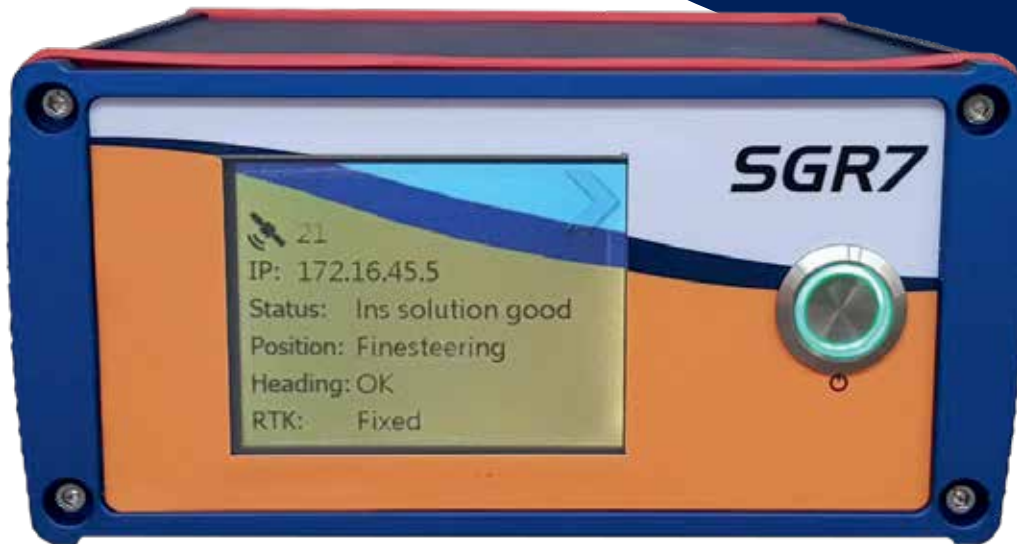 SGR7
21
IP: 172.16.45.5
Status: Ins solution good
Position: Finesteering
Heading: OK
RTK: Fixed